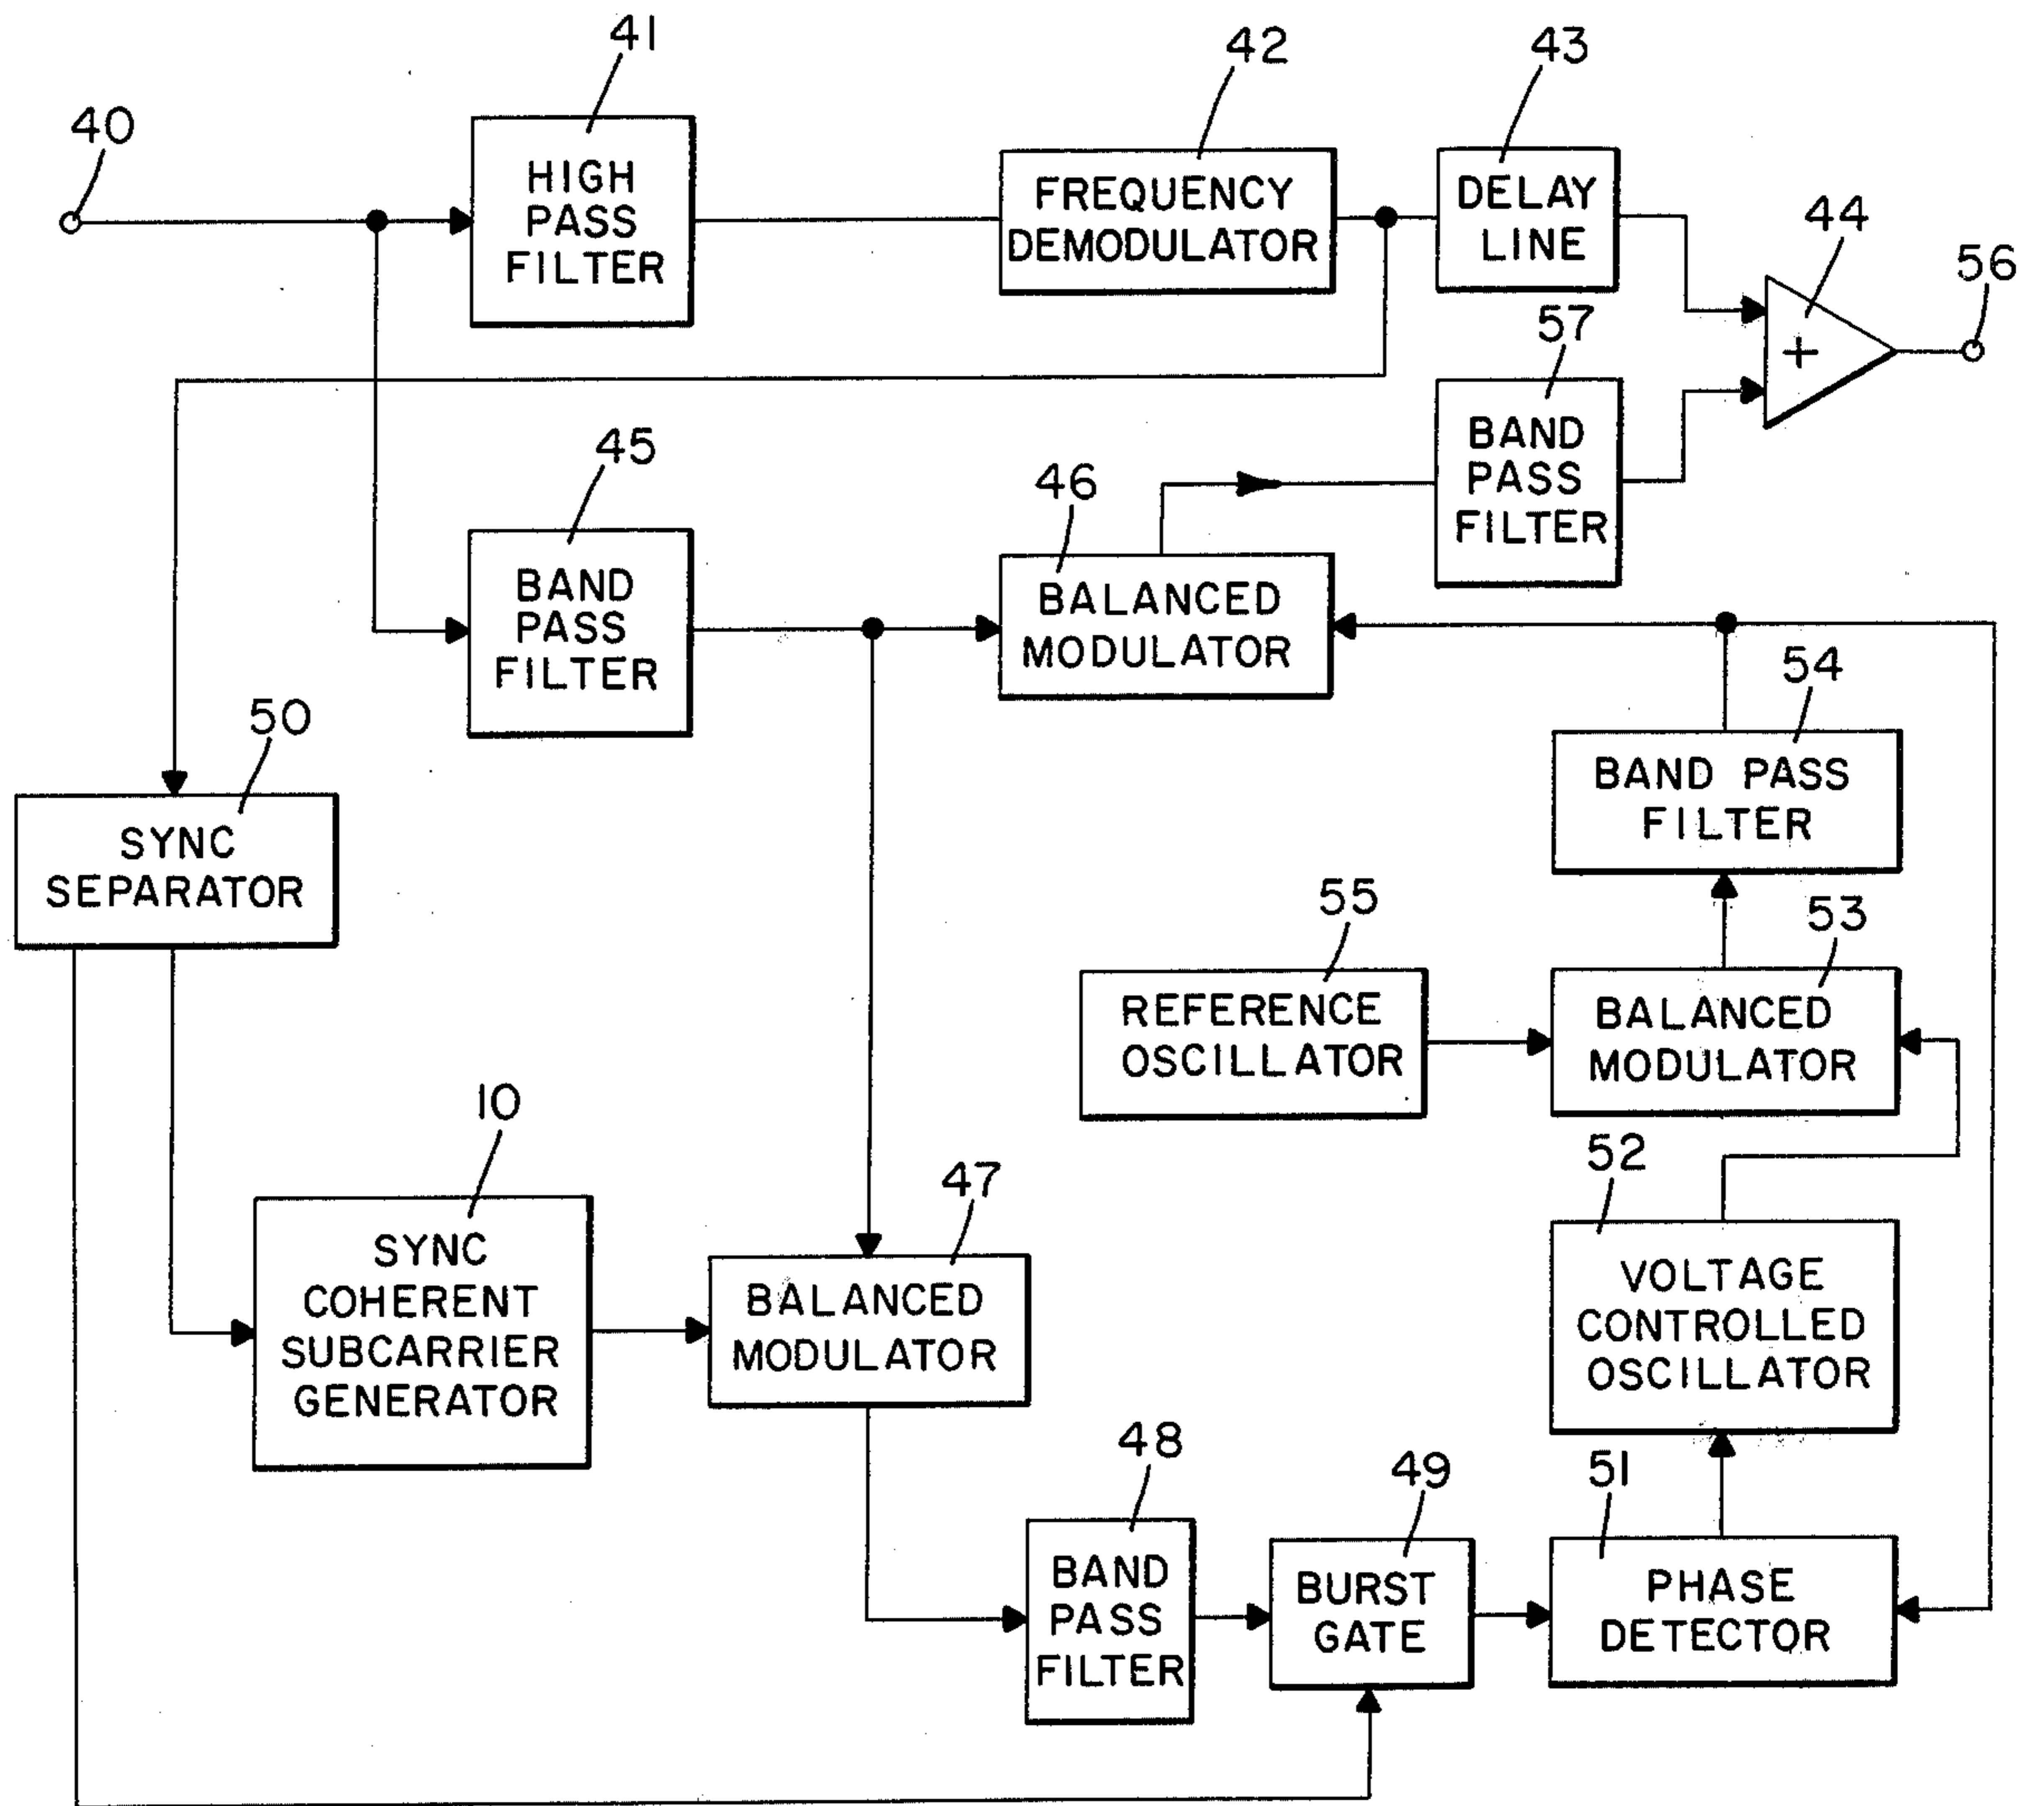 41
42
43
40
HIGH
PASS
FILTER
FREQUENCY
DEMODULATOR
DELAY
LINE
44
56
57
45
46
BAND
PASS
FILTER
BAND
PASS
FILTER
BALANCED
MODULATOR
50
54
SYNC
SEPARATOR
BAND PASS
FILTER
55
53
REFERENCE
OSCILLATOR
BALANCED
MODULATOR
10
47
52
SYNC
COHERENT
SUBCARRIER
GENERATOR
BALANCED
MODULATOR
VOLTAGE
CONTROLLED
OSCILLATOR
48
49
51
BAND
PASS
FILTER
BURST
GATE
PHASE
DETECTOR
+